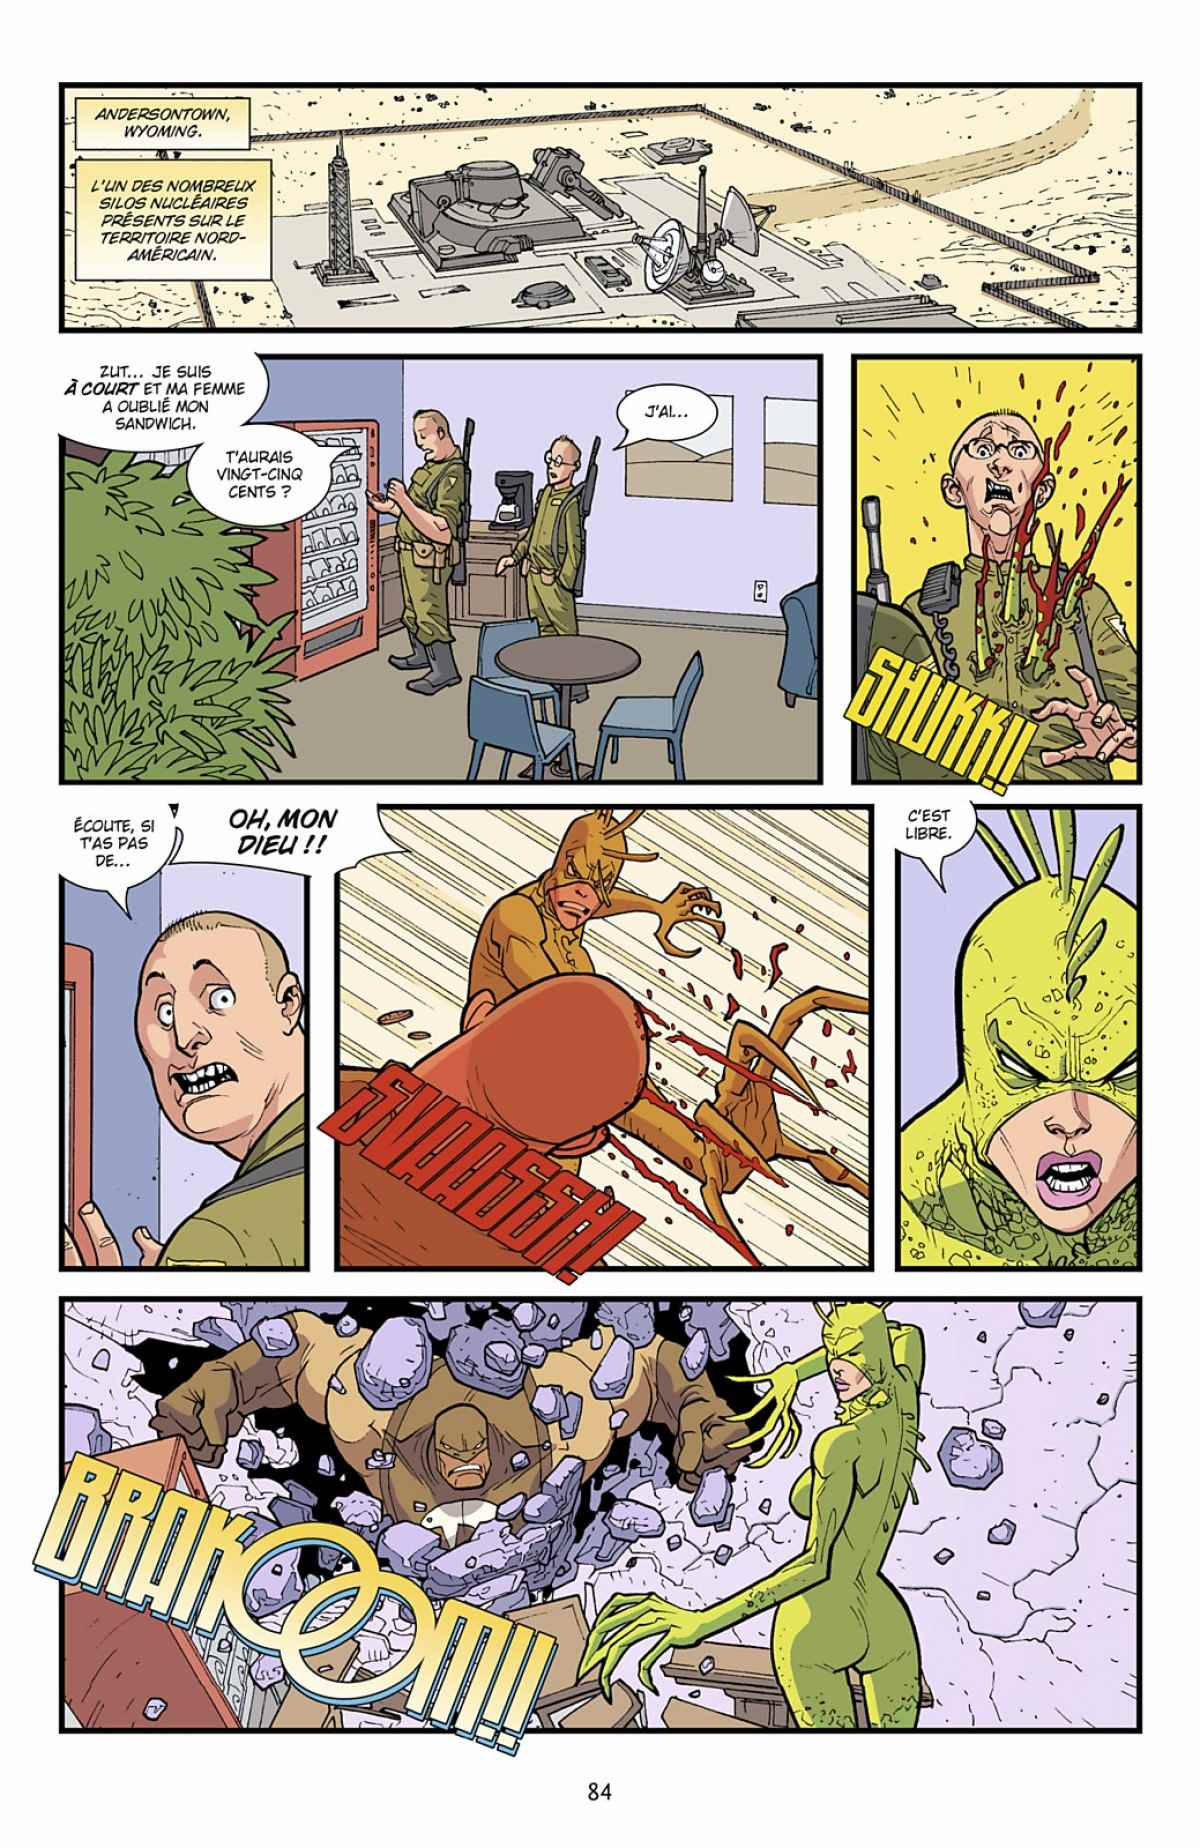 ANDERSONTOWN,
WYOMING.
L'UN DES NOMBREUX
SILOS NUCLÉAIRES
PRÉSENTS SUR LE
TERRITOIRE NORD-
AMÉRICAIN.
ZUT... JE SUIS
À COURT ET MA FEMME
A OUBLIÉ MON
SANDWICH.
T'AURAIS
VINGT-CINQ
CENTS ?
J'AI...
SHUKK!!
ÉCOUTE, SI
T'AS PAS
DE...
OH, MON
DIEU !!
SNAOSSH!!
C'EST
LIBRE.
BRAKOOM!!
84